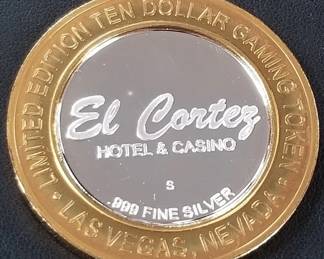 LIMITED EDITION TEN DOLLAR GAMING TOKEN
El Cortez
HOTEL & CASINO
S
.999 FINE SILVER
LAS VEGAS, NEVADA